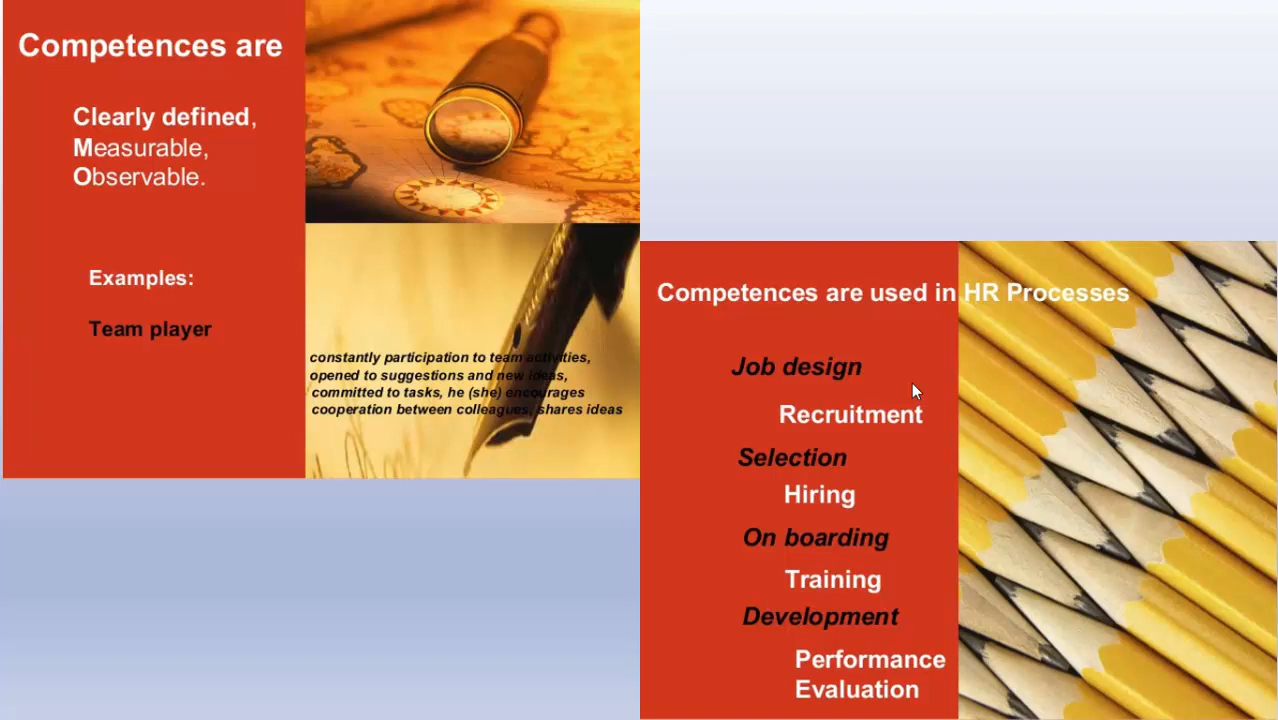 Competences are
Clearly defined,
Measurable,
Observable.
Examples:
Team player
constantly participation to team activities,
opened to suggestions and new ideas,
committed to tasks, he (she) encourages
cooperation between colleagues, shares ideas
Competences are used in HR Processes
Job design
Recruitment
Selection
Hiring
On boarding
Training
Development
Performance
Evaluation